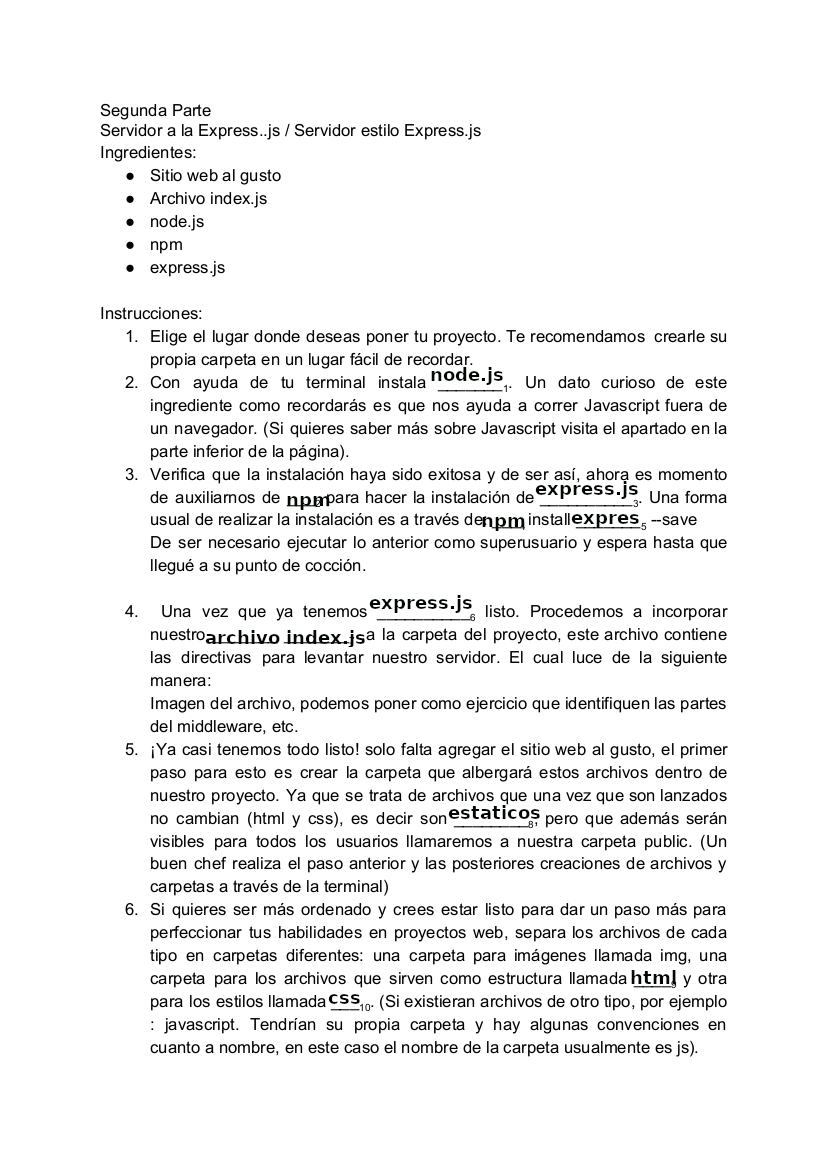 Segunda Parte
Servidor a la Express..js / Servidor estilo Express.js
Ingredientes:
● Sitio web al gusto
● Archivo index.js
● node.js
● npm
● express.js
Instrucciones:
1. Elige el lugar donde deseas poner tu proyecto. Te recomendamos crearle su
propia carpeta en un lugar fácil de recordar.
2. Con ayuda de tu terminal instala node.js 1. Un dato curioso de este
ingrediente como recordarás es que nos ayuda a correr Javascript fuera de
un navegador. (Si quieres saber más sobre Javascript visita el apartado en la
parte inferior de la página).
3. Verifica que la instalación haya sido exitosa y de ser así, ahora es momento
de auxiliarnos de npm para hacer la instalación de express.js 3. Una forma
usual de realizar la instalación es a través de: npm install expres 5 --save
De ser necesario ejecutar lo anterior como superusuario y espera hasta que
llegué a su punto de cocción.
4. Una vez que ya tenemos express.js 6 listo. Procedemos a incorporar
nuestro archivo index.js a la carpeta del proyecto, este archivo contiene
las directivas para levantar nuestro servidor. El cual luce de la siguiente
manera:
Imagen del archivo, podemos poner como ejercicio que identifiquen las partes
del middleware, etc.
5. ¡Ya casi tenemos todo listo! solo falta agregar el sitio web al gusto, el primer
paso para esto es crear la carpeta que albergará estos archivos dentro de
nuestro proyecto. Ya que se trata de archivos que una vez que son lanzados
no cambian (html y css), es decir son estaticos 8, pero que además serán
visibles para todos los usuarios llamaremos a nuestra carpeta public. (Un
buen chef realiza el paso anterior y las posteriores creaciones de archivos y
carpetas a través de la terminal)
6. Si quieres ser más ordenado y crees estar listo para dar un paso más para
perfeccionar tus habilidades en proyectos web, separa los archivos de cada
tipo en carpetas diferentes: una carpeta para imágenes llamada img, una
carpeta para los archivos que sirven como estructura llamada html y otra
para los estilos llamada css 10. (Si existieran archivos de otro tipo, por ejemplo
: javascript. Tendrían su propia carpeta y hay algunas convenciones en
cuanto a nombre, en este caso el nombre de la carpeta usualmente es js).